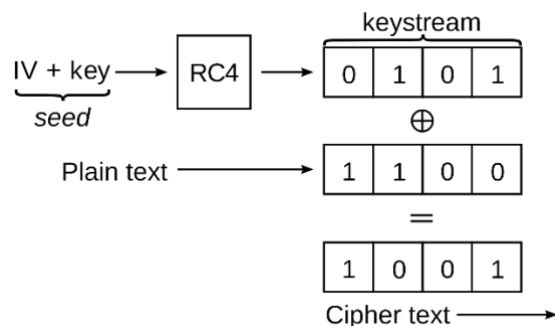 keystream
IV + key RC4 0 1 0 1
seed
⊕
Plain text 1 1 0 0
=
1 0 0 1
Cipher text